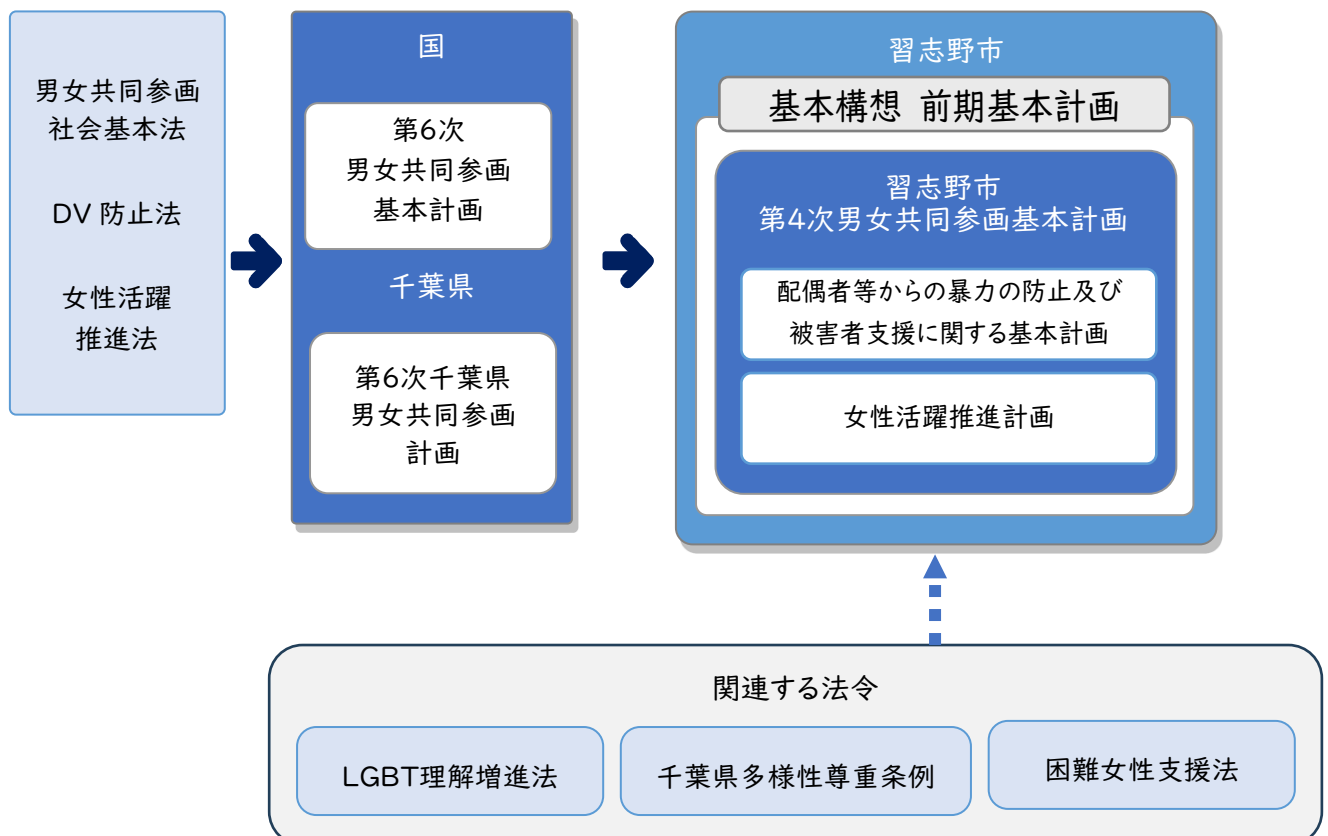 男女共同参画
社会基本法
DV 防止法
女性活躍
推進法
国
第6次
男女共同参画
基本計画
千葉県
第6次千葉県
男女共同参画
計画
習志野市
基本構想 前期基本計画
習志野市
第4次男女共同参画基本計画
配偶者等からの暴力の防止及び
被害者支援に関する基本計画
女性活躍推進計画
関連する法令
LGBT理解増進法
千葉県多様性尊重条例
困難女性支援法